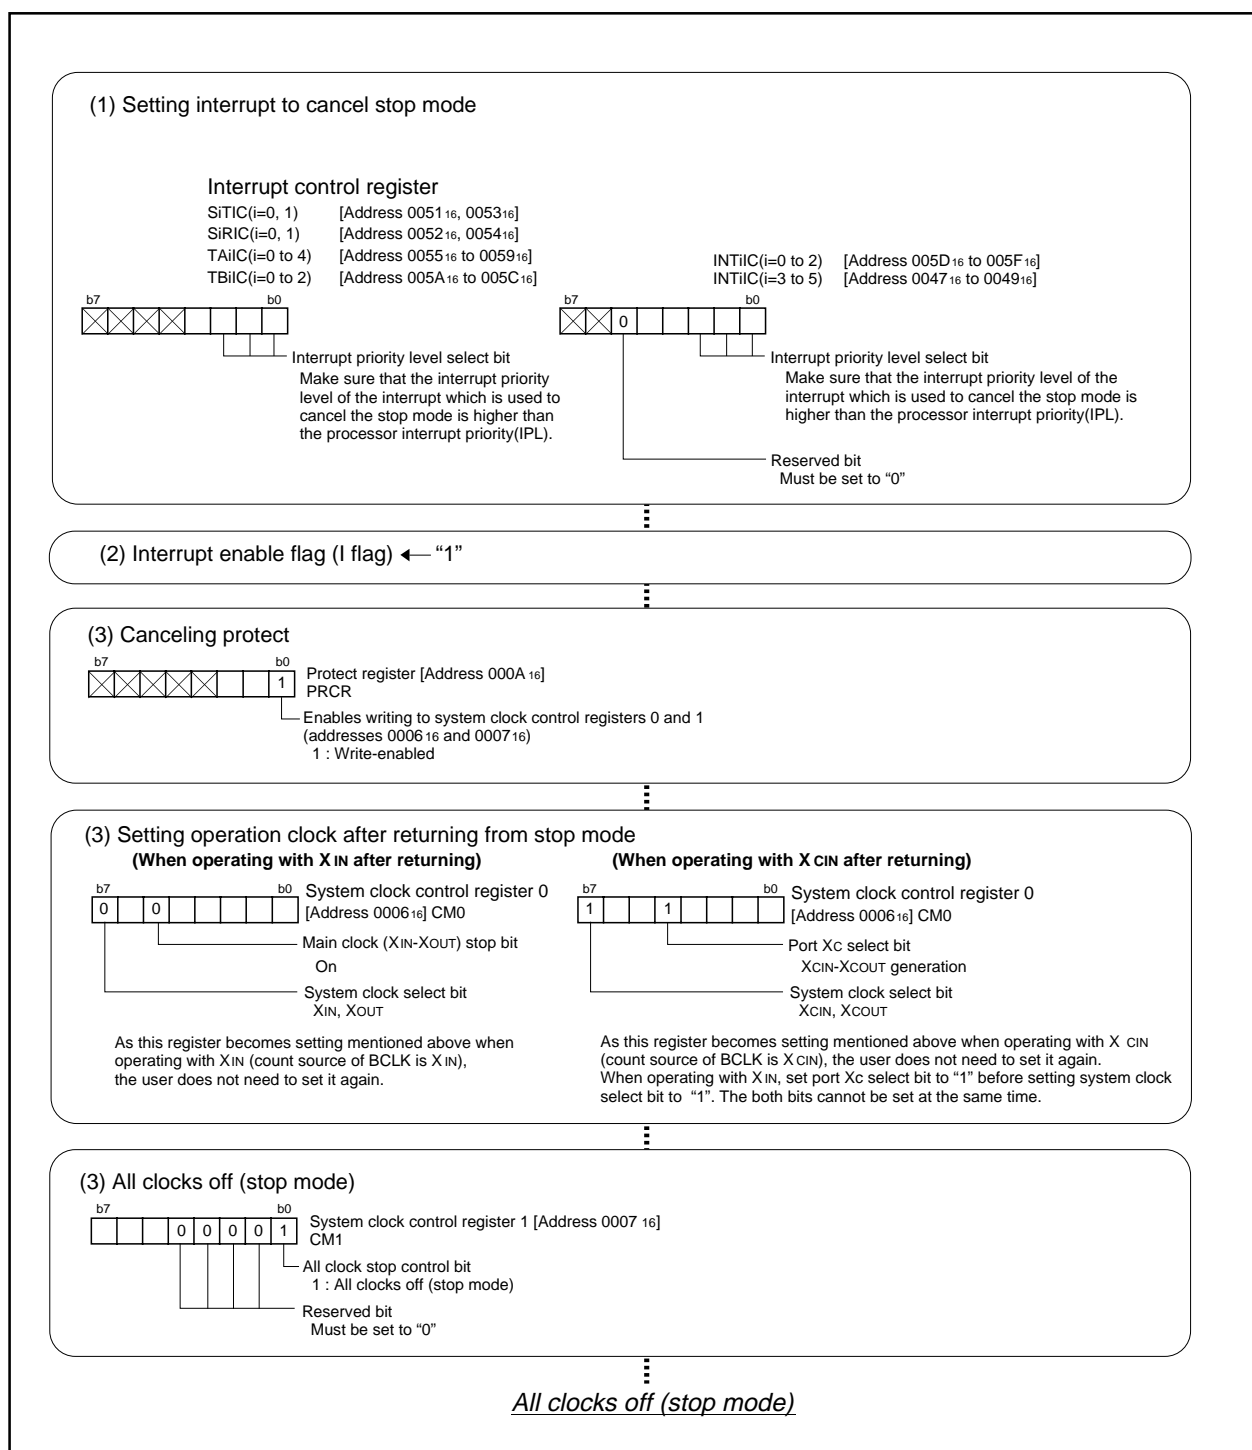 (1) Setting interrupt to cancel stop mode
Interrupt control register
SiTIC(i=0, 1) [Address 005116, 005316]
SiRIC(i=0, 1) [Address 005216, 005416]
TAiIC(i=0 to 4) [Address 005516 to 005916]
TBiIC(i=0 to 2) [Address 005A16 to 005C16]
b7 b0
Interrupt priority level select bit
Make sure that the interrupt priority
level of the interrupt which is used to
cancel the stop mode is higher than
the processor interrupt priority(IPL).
INTiIC(i=0 to 2) [Address 005D16 to 005F16]
INTiIC(i=3 to 5) [Address 004716 to 004916]
b7 b0
0
Interrupt priority level select bit
Make sure that the interrupt priority level of the
interrupt which is used to cancel the stop mode is
higher than the processor interrupt priority(IPL).
Reserved bit
Must be set to “0”
(2) Interrupt enable flag (I flag) ← “1”
(3) Canceling protect
b7 b0
1
Protect register [Address 000A16]
PRCR
Enables writing to system clock control registers 0 and 1
(addresses 000616 and 000716)
1 : Write-enabled
(3) Setting operation clock after returning from stop mode
(When operating with XIN after returning)
b7 b0
0 0
System clock control register 0
[Address 000616] CM0
Main clock (XIN-XOUT) stop bit
On
System clock select bit
XIN, XOUT
As this register becomes setting mentioned above when
operating with XIN (count source of BCLK is XIN),
the user does not need to set it again.
(When operating with XCIN after returning)
b7 b0
1 1
System clock control register 0
[Address 000616] CM0
Port XC select bit
XCIN-XCOUT generation
System clock select bit
XCIN, XCOUT
As this register becomes setting mentioned above when operating with XCIN
(count source of BCLK is XCIN), the user does not need to set it again.
When operating with XIN, set port Xc select bit to “1” before setting system clock
select bit to “1”. The both bits cannot be set at the same time.
(3) All clocks off (stop mode)
b7 b0
0 0 0 0 1
System clock control register 1 [Address 000716]
CM1
All clock stop control bit
1 : All clocks off (stop mode)
Reserved bit
Must be set to “0”
All clocks off (stop mode)